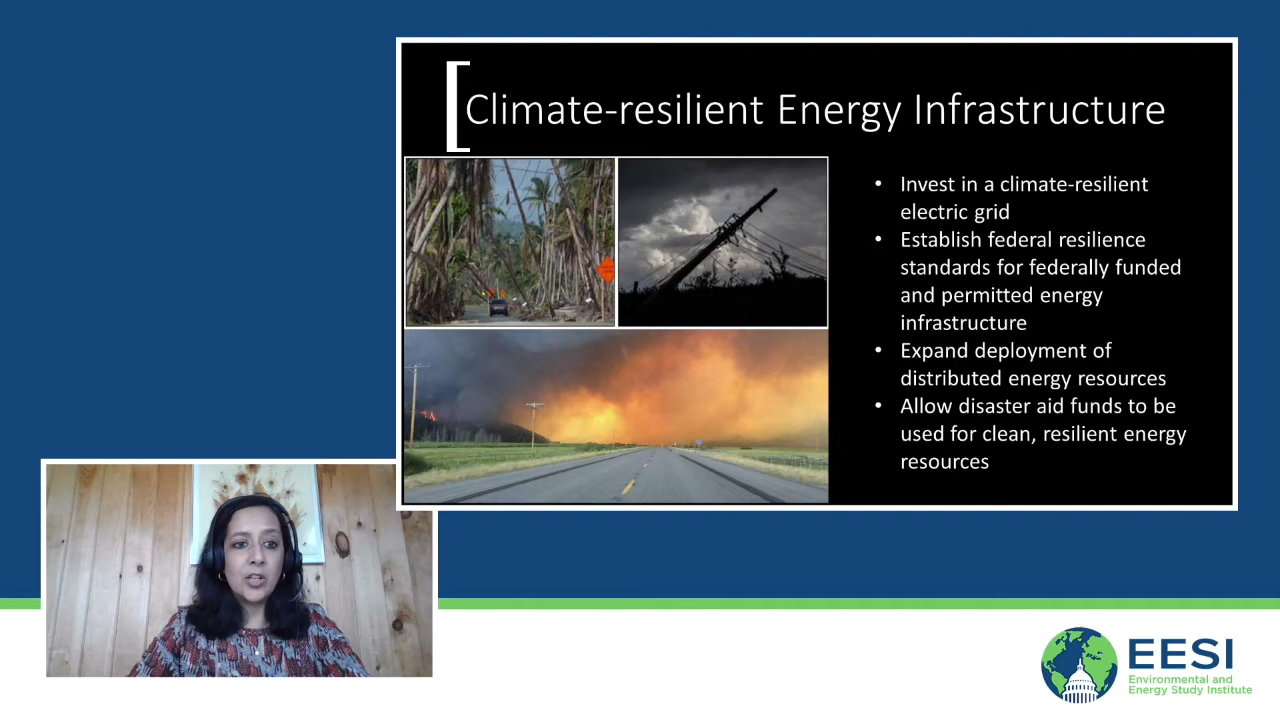 Climate-resilient Energy Infrastructure
• Invest in a climate-resilient
electric grid
• Establish federal resilience
standards for federally funded
and permitted energy
infrastructure
• Expand deployment of
distributed energy resources
• Allow disaster aid funds to be
used for clean, resilient energy
resources
EESI
Environmental and
Energy Study Institute